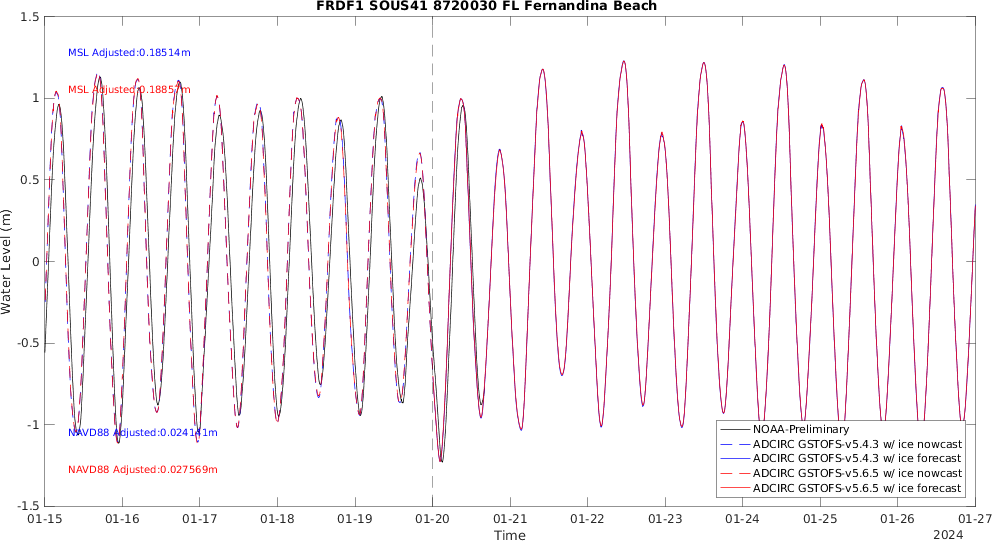 FRDF1 SOUS41 8720030 FL Fernandina Beach
1.5
1
0.5
0
-0.5
-1
-1.5
Water Level (m)
MSL Adjusted:0.18514m
MSL Adjusted:0.18857m
NAVD88 Adjusted:0.024141m
NAVD88 Adjusted:0.027569m
NOAA-Preliminary
ADCIRC GSTOFS-v5.4.3 w/ ice nowcast
ADCIRC GSTOFS-v5.4.3 w/ ice forecast
ADCIRC GSTOFS-v5.6.5 w/ ice nowcast
ADCIRC GSTOFS-v5.6.5 w/ ice forecast
01-15 01-16 01-17 01-18 01-19 01-20 01-21 01-22 01-23 01-24 01-25 01-26 01-27
Time
2024